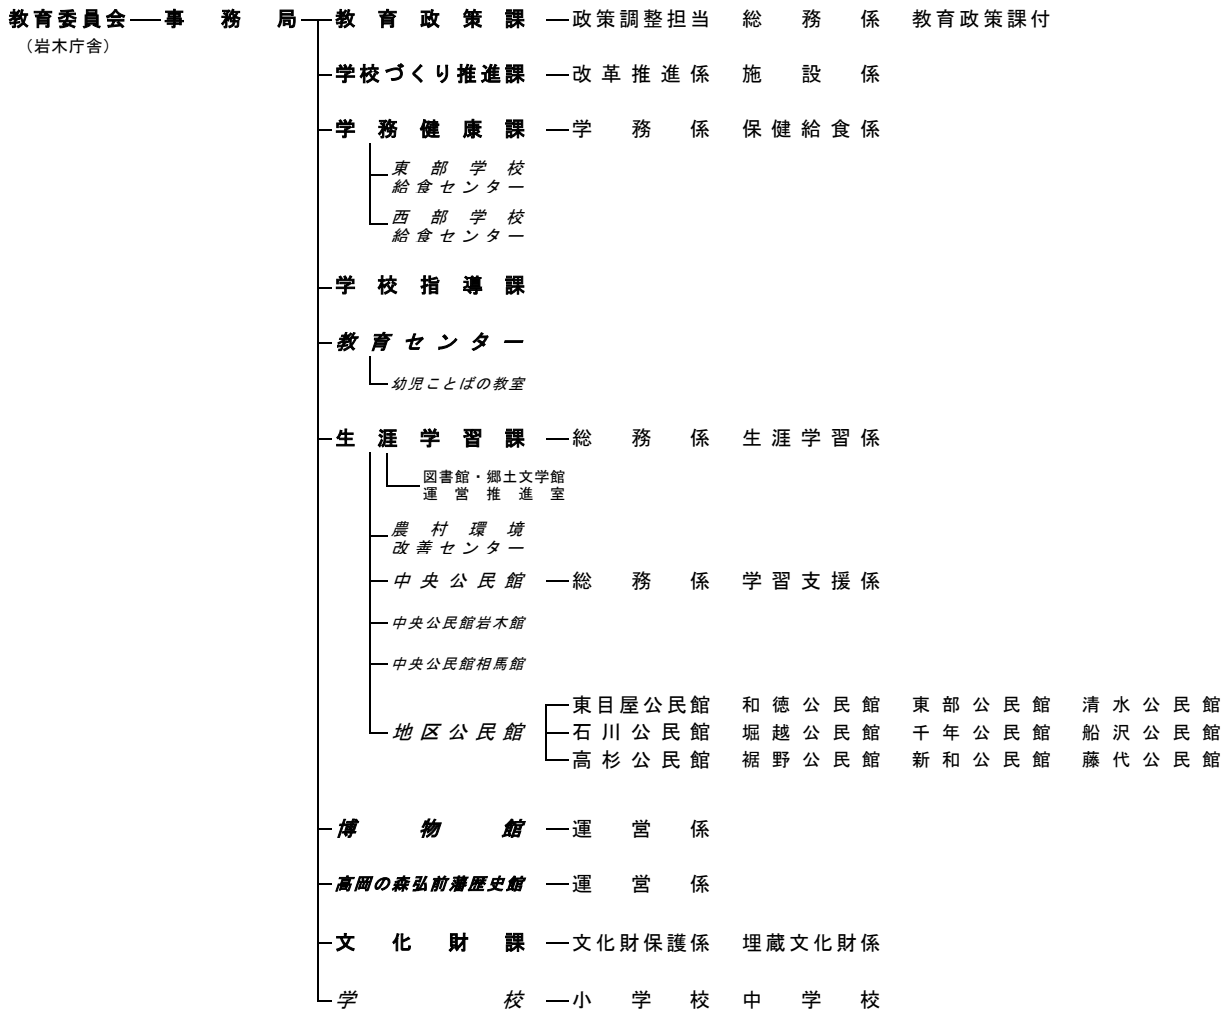 教育委員会 事務局 教育政策課 政策調整担当 総務係 教育政策課付
（岩木庁舎）
学校づくり推進課 改革推進係 施設係
学務健康課 学務係 保健給食係
東部学校
給食センター
西部学校
給食センター
学校指導課
教育センター
幼児ことばの教室
生涯学習課 総務係 生涯学習係
図書館・郷土文学館
運営推進室
農村環境
改善センター
中央公民館 総務係 学習支援係
中央公民館岩木館
中央公民館相馬館
東目屋公民館 和徳公民館 東部公民館 清水公民館
地区公民館 石川公民館 堀越公民館 千年公民館 船沢公民館
高杉公民館 裾野公民館 新和公民館 藤代公民館
博物館 運営係
高岡の森弘前藩歴史館 運営係
文化財課 文化財保護係 埋蔵文化財係
学校 小学校 中学校